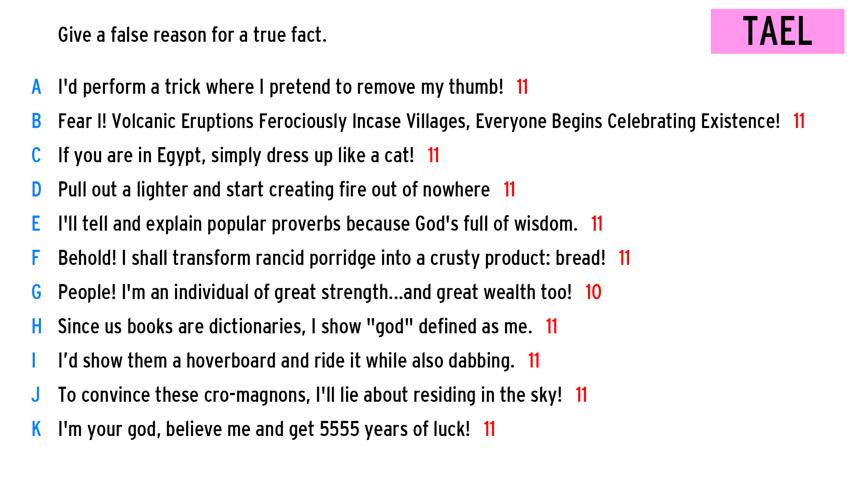 Give a false reason for a true fact.
TAEL
A I'd perform a trick where I pretend to remove my thumb! 11
B Fear I! Volcanic Eruptions Ferociously Incase Villages, Everyone Begins Celebrating Existence! 11
C If you are in Egypt, simply dress up like a cat! 11
D Pull out a lighter and start creating fire out of nowhere 11
E I'll tell and explain popular proverbs because God's full of wisdom. 11
F Behold! I shall transform rancid porridge into a crusty product: bread! 11
G People! I'm an individual of great strength...and great wealth too! 10
H Since us books are dictionaries, I show "god" defined as me. 11
I I’d show them a hoverboard and ride it while also dabbing. 11
J To convince these cro-magnons, I'll lie about residing in the sky! 11
K I'm your god, believe me and get 5555 years of luck! 11